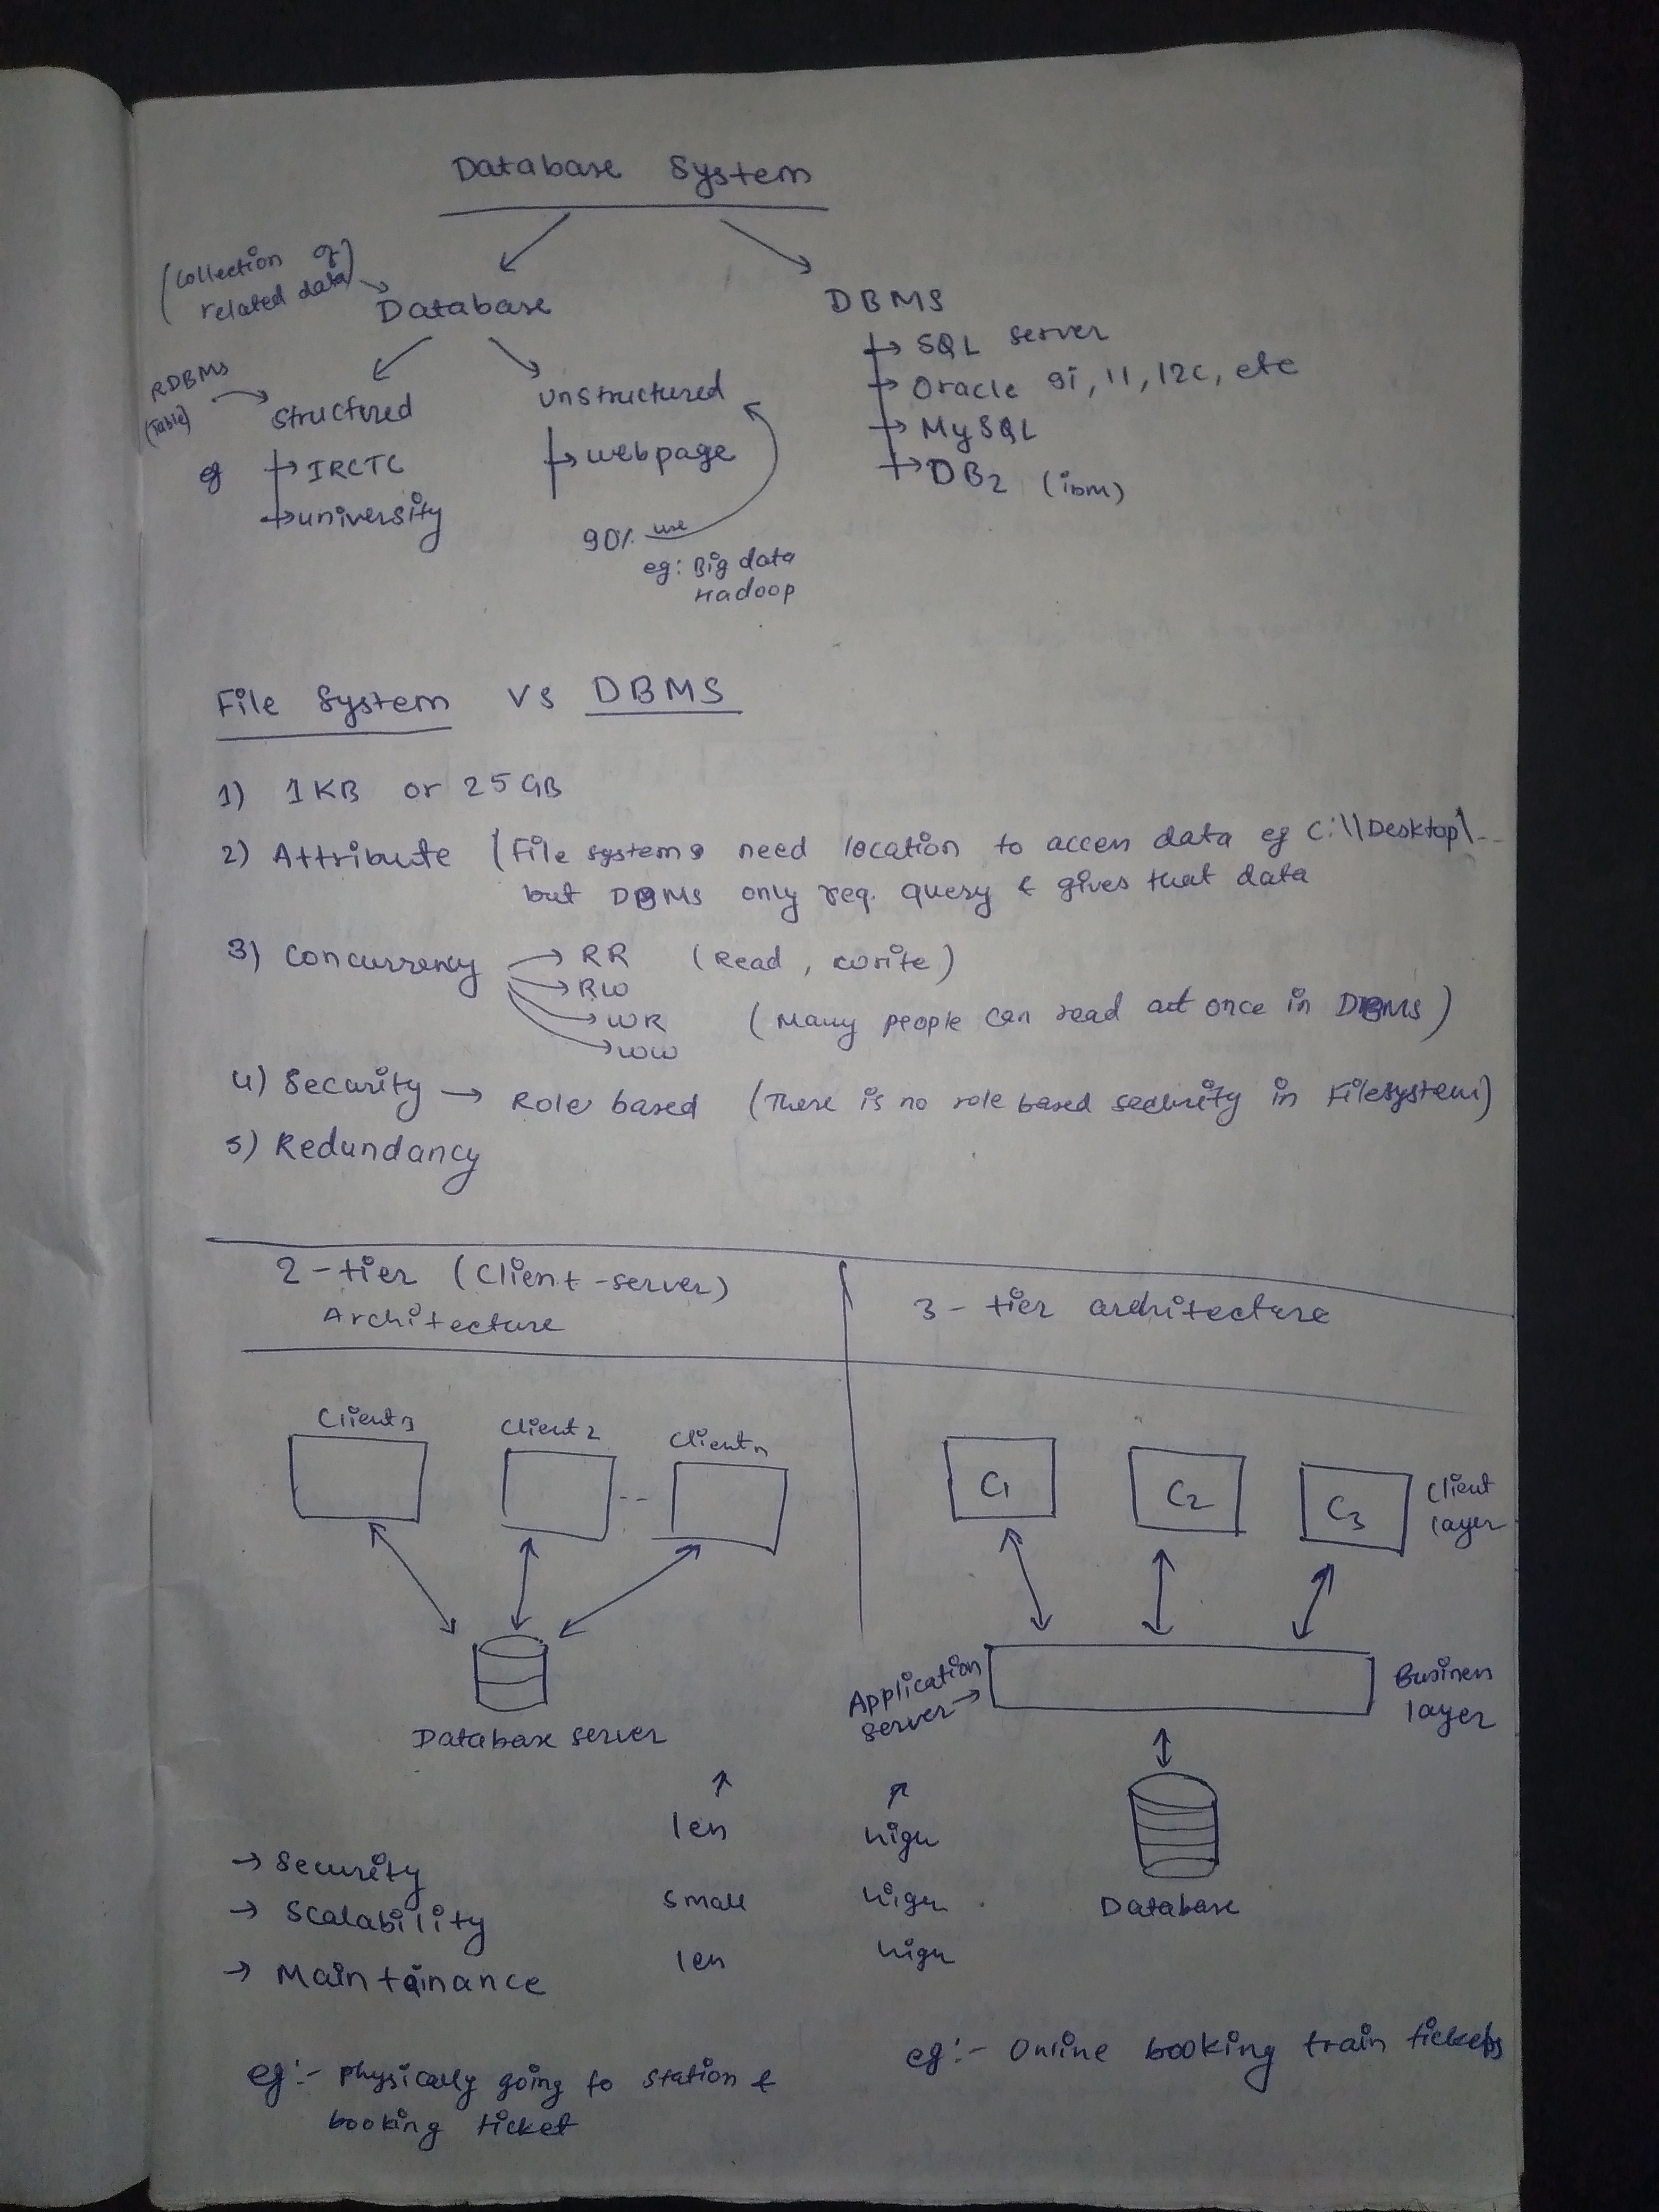 Database System
(Collection of
related data)
Database
DBMS
SQL server
Oracle 9i, 11, 12c, etc
MySQL
DB2 (ibm)
RDBMS
(Table)
Structured
eg
IRCTC
university
unstructured
webpage
90% use
eg: Big data
Hadoop
File System VS DBMS
1) 1KB or 25GB
2) Attribute (File systems need location to access data eg C:\\Desktop\--
but DBMS only req. query & gives that data
3) Concurrency RR (Read, write)
RW
WR (Many people can read at once in DBMS)
WW
4) Security → Role based (There is no role based security in Filesystem)
5) Redundancy
2-tier (Client-server)
Architecture
3-tier architecture
Client1
Client2
Clientn
--
C1
C2
C3
Client
layer
Application
server
Business
layer
Database server
Database
less high
→ Security
→ Scalability small high
→ Maintainance less high
eg:- Physically going to station &
booking ticket
eg:- Online booking train tickets